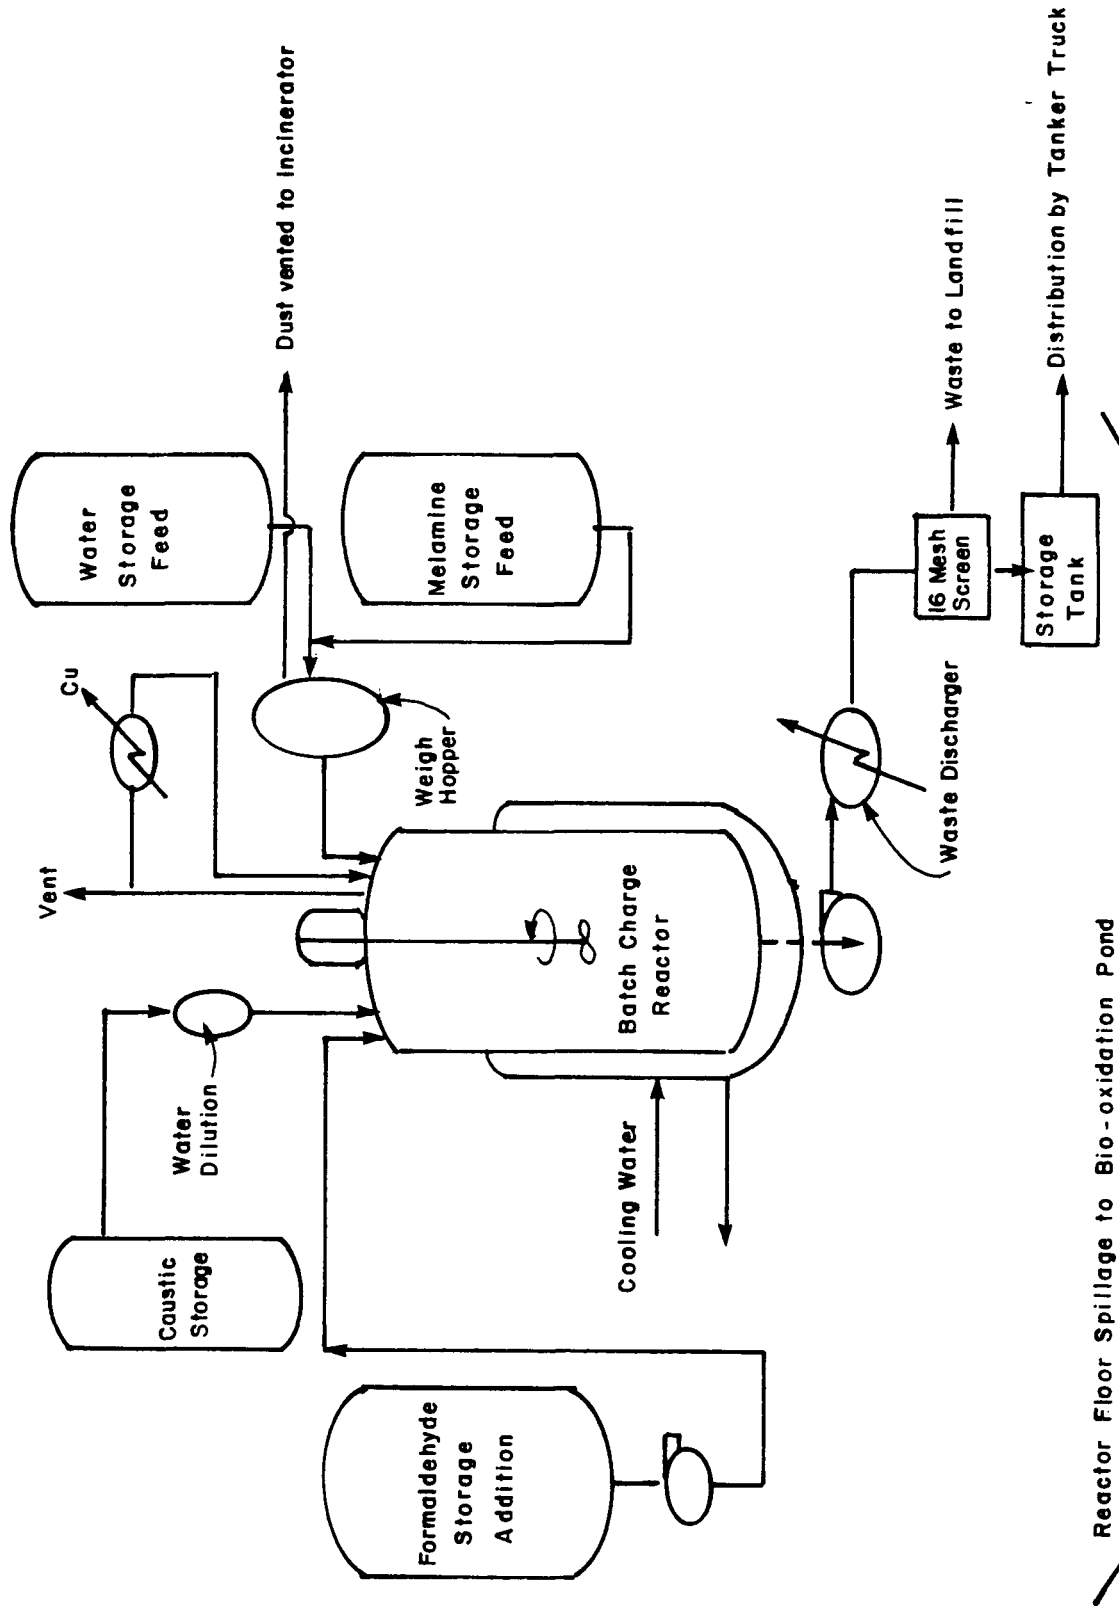 Formaldehyde
Storage
Addition
Caustic
Storage
Water
Dilution
Cooling Water
Vent
Cu
Batch Charge
Reactor
Weigh
Hopper
Water
Storage
Feed
Melamine
Storage
Feed
Dust vented to Incinerator
Waste Discharger
16 Mesh
Screen
Waste to Landfill
Storage
Tank
Distribution by Tanker Truck
Reactor Floor Spillage to Bio-oxidation Pond